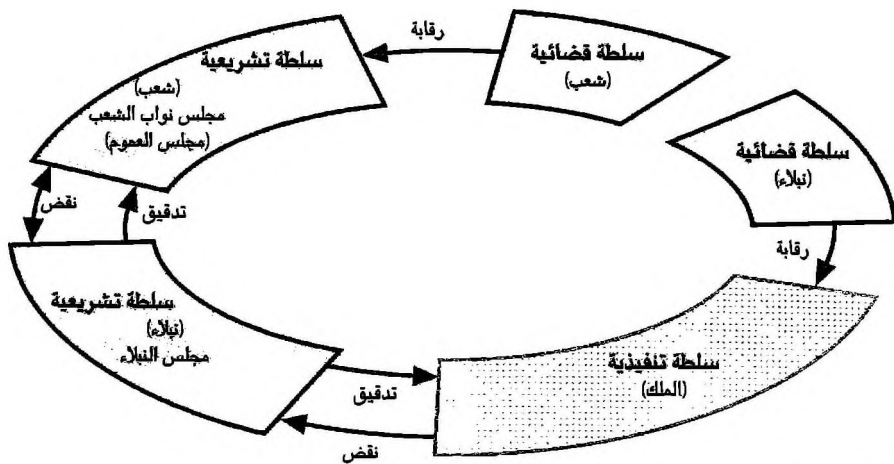 رقابة
سلطة قضائية
(شعب)
سلطة تشريعية
(شعب)
مجلس نواب الشعب
(مجلس العموم)
سلطة قضائية
(نبلاء)
نقض
تدقيق
رقابة
سلطة تشريعية
(نبلاء)
مجلس النبلاء
سلطة تنفيذية
(الملك)
تدقيق
نقض